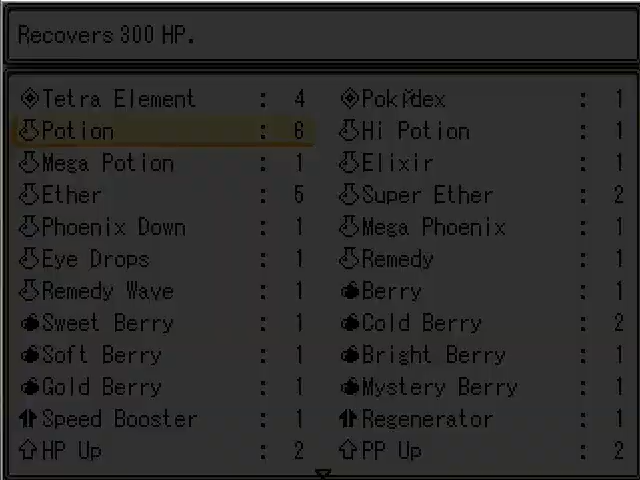 Recovers 300 HP.
Tetra Element : 4 Pokédex : 1
Potion : 6 Hi Potion : 1
Mega Potion : 1 Elixir : 1
Ether : 5 Super Ether : 2
Phoenix Down : 1 Mega Phoenix : 1
Eye Drops : 1 Remedy : 1
Remedy Wave : 1 Berry : 1
Sweet Berry : 1 Cold Berry : 2
Soft Berry : 1 Bright Berry : 1
Gold Berry : 1 Mystery Berry : 1
Speed Booster : 1 Regenerator : 1
HP Up : 2 PP Up : 2